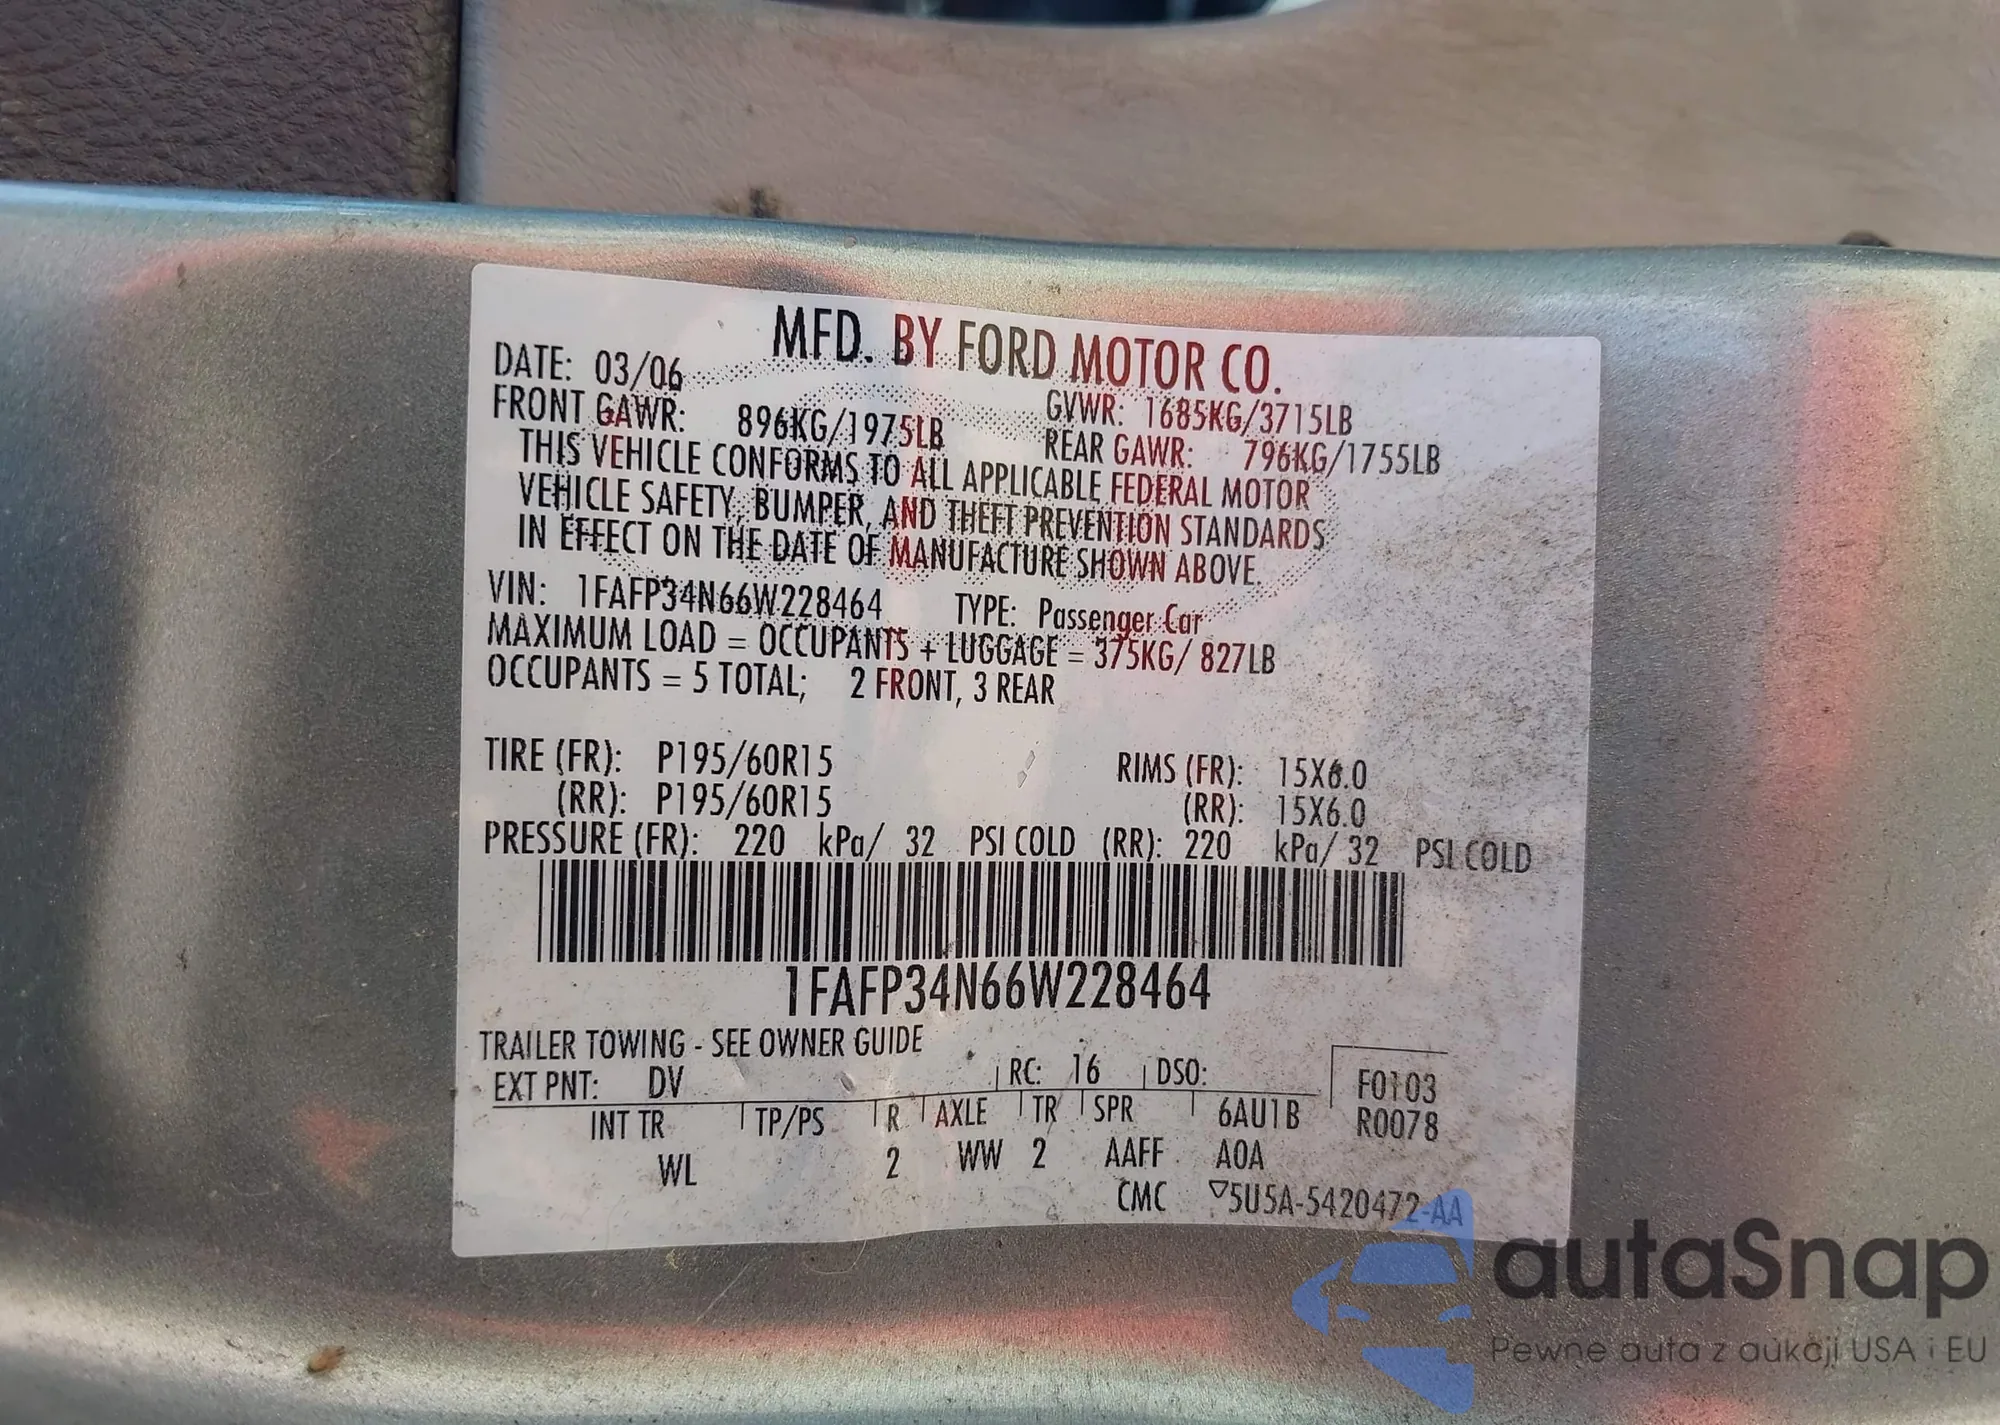 MFD. BY FORD MOTOR CO.
DATE: 03/06
GVWR: 1685KG/3715LB
FRONT GAWR: 896KG/1975LB
REAR GAWR: 796KG/1755LB
THIS VEHICLE CONFORMS TO ALL APPLICABLE FEDERAL MOTOR
VEHICLE SAFETY, BUMPER, AND THEFT PREVENTION STANDARDS
IN EFFECT ON THE DATE OF MANUFACTURE SHOWN ABOVE.
VIN: 1FAFP34N66W228464 TYPE: Passenger Car
MAXIMUM LOAD = OCCUPANTS + LUGGAGE = 375KG/ 827LB
OCCUPANTS = 5 TOTAL; 2 FRONT, 3 REAR
TIRE (FR): P195/60R15 RIMS (FR): 15X6.0
(RR): P195/60R15 (RR): 15X6.0
PRESSURE (FR): 220 kPa/ 32 PSI COLD (RR): 220 kPa/ 32 PSI COLD
1FAFP34N66W228464
TRAILER TOWING - SEE OWNER GUIDE
EXT PNT: DV RC: 16 DSO: F0103
INT TR TP/PS R AXLE TR SPR 6AU1B R0078
WL 2 WW 2 AAFF A0A
CMC ▽5U5A-5420472-AA
autaSnap
Pewne auta z aukcji USA i EU